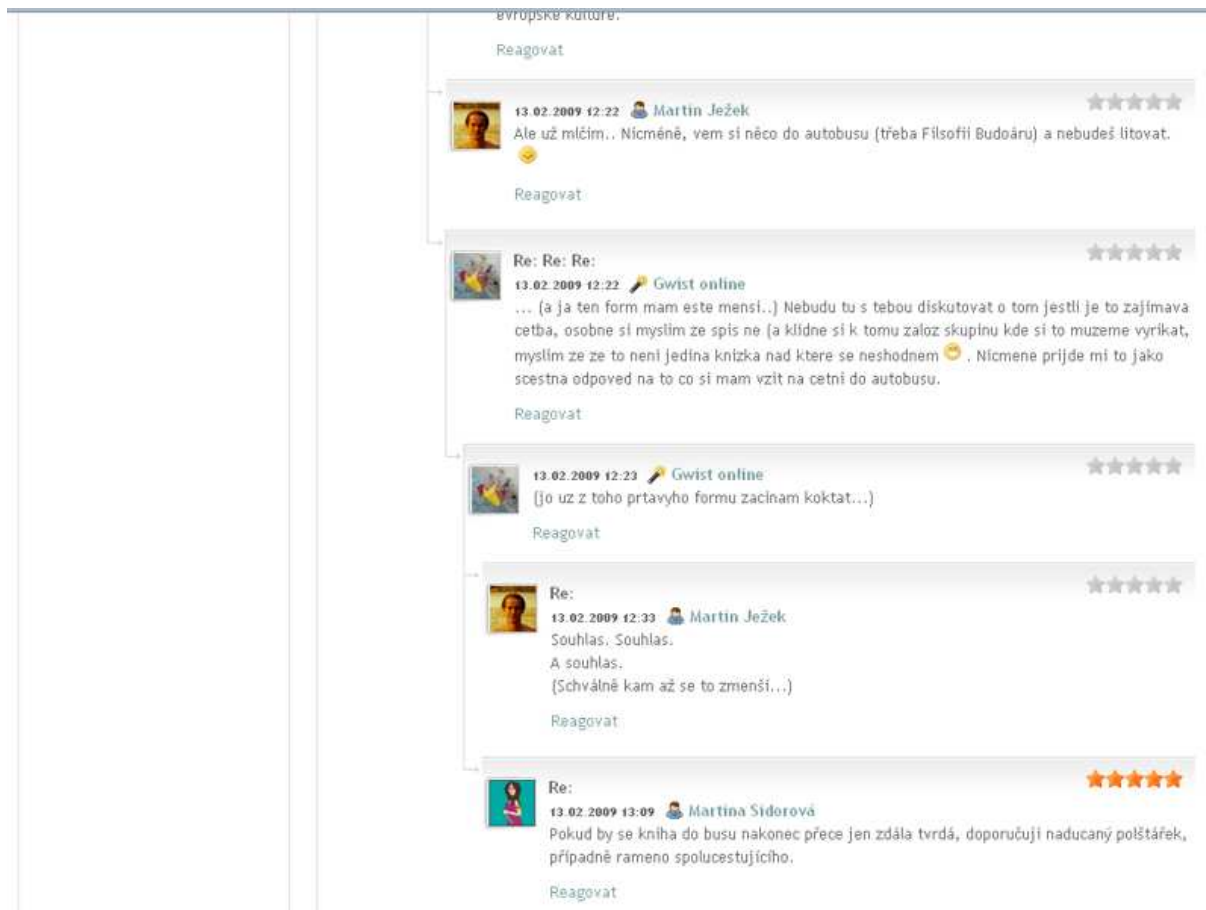 evropské kultuře.
Reagovat
13.02.2009 12:22 Martin Ježek
Ale už mlčím.. Nicméně, vem si něco do autobusu (třeba Filsofii Budoáru) a nebudeš litovat.
Reagovat
Re: Re: Re:
13.02.2009 12:22 Gwist online
... (a ja ten form mam este mensi..) Nebudu tu s tebou diskutovat o tom jestli je to zajimava
cetba, osobne si myslim ze spis ne (a klidne si k tomu zaloz skupinu kde si to muzeme vyrikat,
myslim ze ze to neni jedina knizka nad ktere se neshodnem . Nicmene prijde mi to jako
scestna odpoved na to co si mam vzit na cetni do autobusu.
Reagovat
13.02.2009 12:23 Gwist online
(jo uz z toho prtavyho formu zacinam koktat...)
Reagovat
Re:
13.02.2009 12:33 Martin Ježek
Souhlas. Souhlas.
A souhlas.
(Schválně kam až se to zmenší...)
Reagovat
Re:
13.02.2009 13:09 Martina Sidorová
Pokud by se kniha do busu nakonec přece jen zdála tvrdá, doporučuji naducaný polštářek,
případně rameno spolucestujícího.
Reagovat